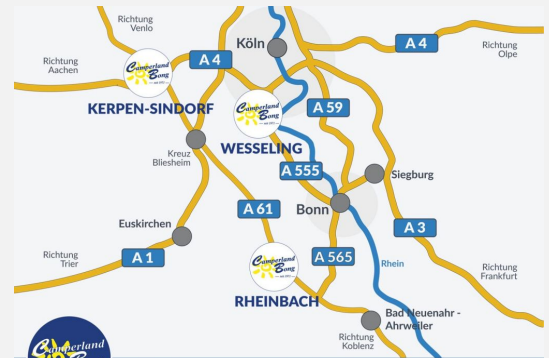 Richtung
Venlo
Köln
A 4
A 4
Richtung
Olpe
Richtung
Aachen
Camperland
Bong
KERPEN-SINDORF
Camperland
Bong
A 59
WESSELING
Kreuz
Bliesheim
A 555
Siegburg
A 61
Bonn
Euskirchen
A 3
A 1
Richtung
Trier
Camperland
Bong
A 565
Rhein
Richtung
Frankfurt
RHEINBACH
Bad Neuenahr -
Ahrweiler
Richtung
Koblenz
Camperland
Bong